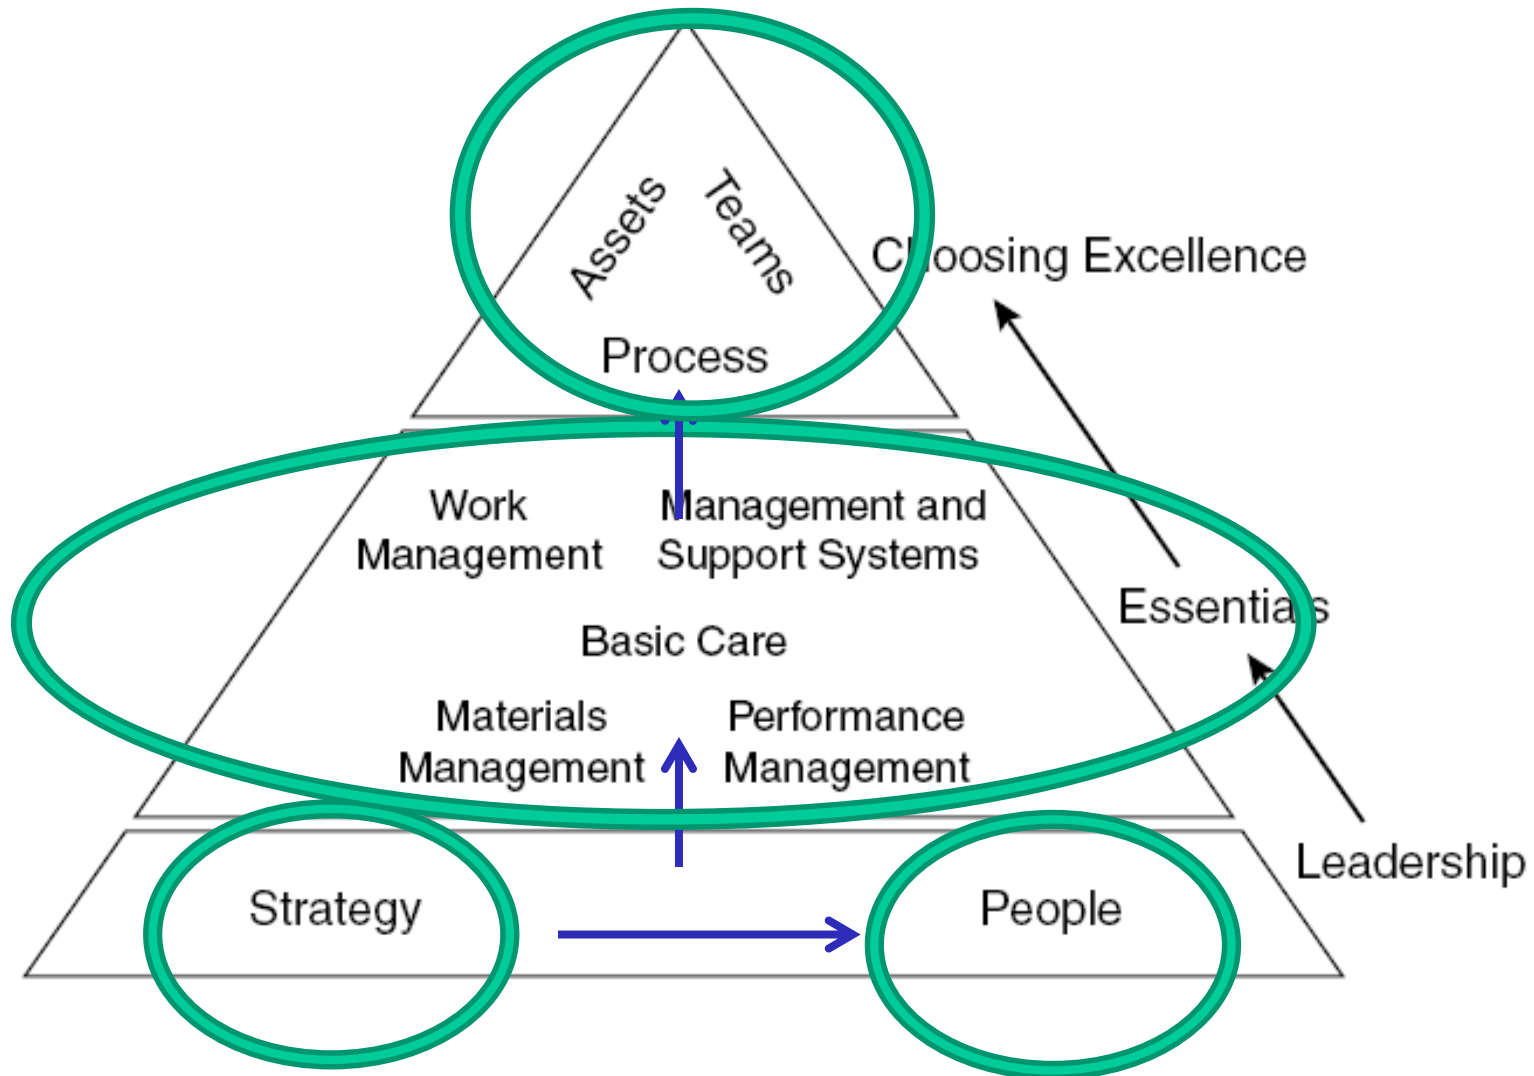 Assets
Teams
Choosing Excellence
Process
Work
Management
Management and
Support Systems
Essentials
Basic Care
Materials
Management
Performance
Management
Leadership
Strategy
People